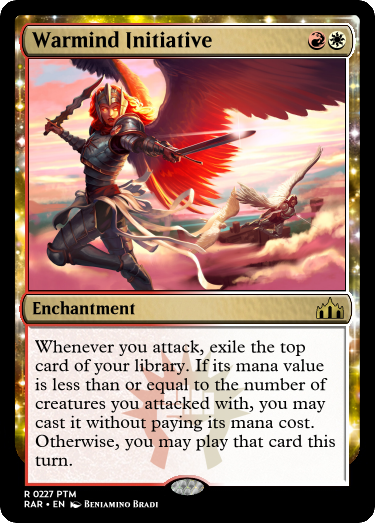 Warmind Initiative
Enchantment
Whenever you attack, exile the top
card of your library. If its mana value
is less than or equal to the number of
creatures you attacked with, you may
cast it without paying its mana cost.
Otherwise, you may play that card this
turn.
R 0227 PTM
RAR • EN Beniamino Bradi